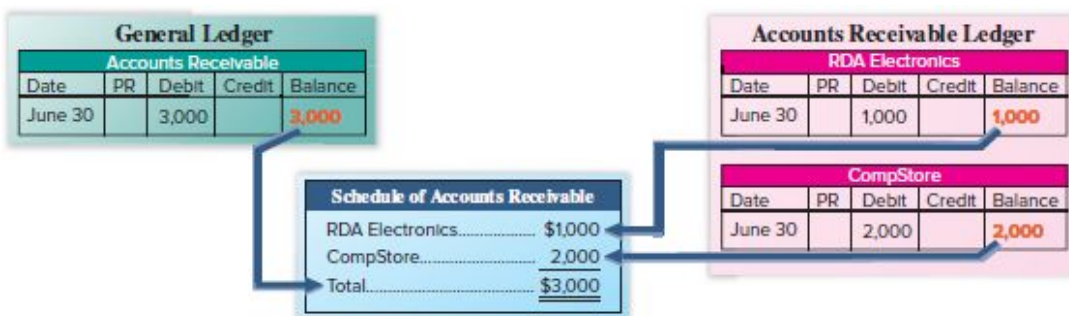 General Ledger
Accounts Receivable
Date PR Debit Credit Balance
June 30 3,000 3,000
Accounts Receivable Ledger
RDA Electronics
Date PR Debit Credit Balance
June 30 1,000 1,000
CompStore
Date PR Debit Credit Balance
June 30 2,000 2,000
Schedule of Accounts Receivable
RDA Electronics................ $1,000
CompStore....................... 2,000
Total................................. $3,000